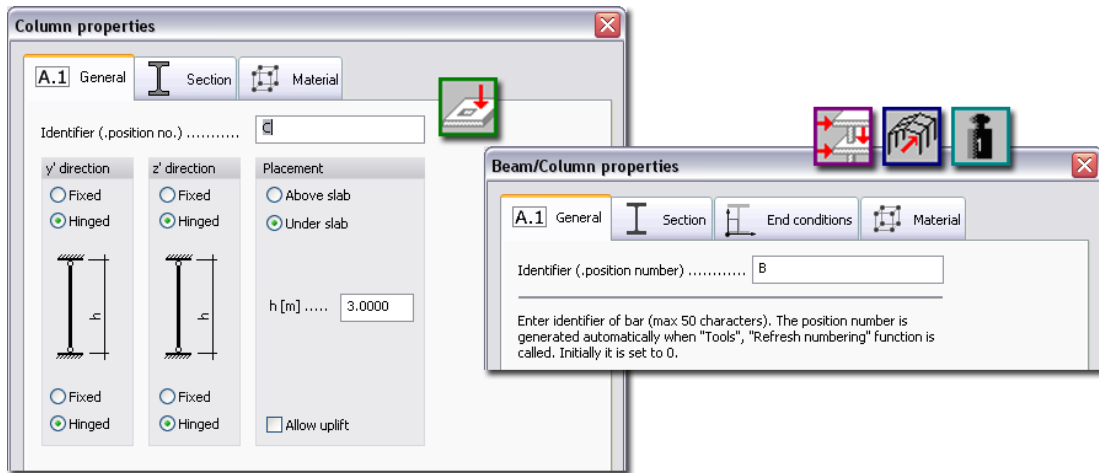 Column properties
A.1 General
Section
Material
Identifier (.position no.) ...........
C
y' direction
z' direction
Placement
Fixed
Fixed
Above slab
Hinged
Hinged
Under slab
h
h
h [m] .....
3.0000
Fixed
Fixed
Hinged
Hinged
Allow uplift
Beam/Column properties
A.1 General
Section
End conditions
Material
Identifier (.position number) ............
B
Enter identifier of bar (max 50 characters). The position number is
generated automatically when "Tools", "Refresh numbering" function is
called. Initially it is set to 0.